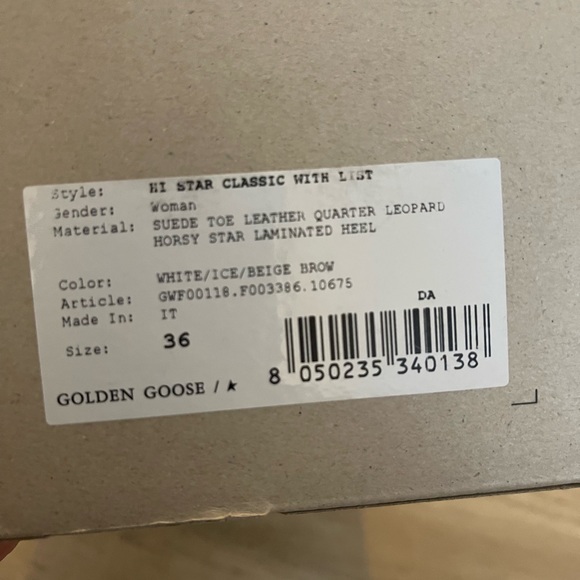 Style: HI STAR CLASSIC WITH LIST
Gender: Woman
Material: SUEDE TOE LEATHER QUARTER LEOPARD
HORSY STAR LAMINATED HEEL
Color: WHITE/ICE/BEIGE BROW
Article: GWF00118.F003386.10675
Made In: IT
DA
Size: 36
8 050235 340138
GOLDEN GOOSE / ★